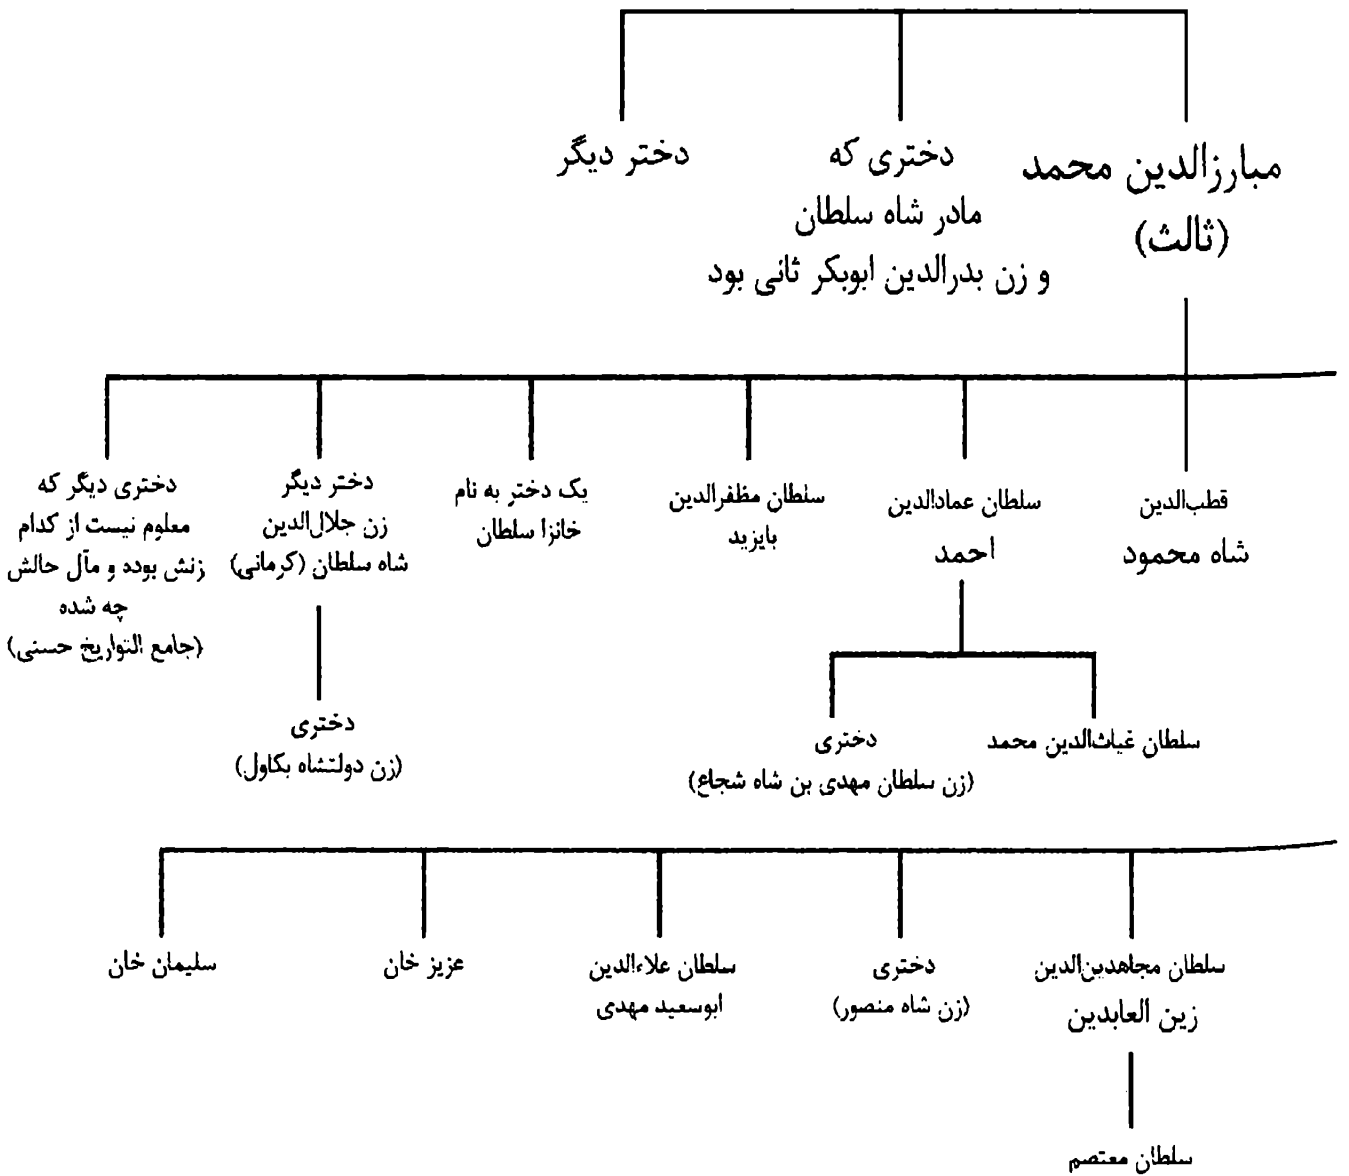 مبارزالدین محمد
(ثالث)
دختری که
مادر شاه سلطان
و زن بدرالدین ابوبکر ثانی بود
دختر دیگر
قطب‌الدین
شاه محمود
سلطان عمادالدین
احمد
سلطان مظفرالدین
بایزید
یک دختر به نام
خانزا سلطان
دختر دیگر
زن جلال‌الدین
شاه سلطان (کرمانی)
دختری دیگر که
معلوم نیست از کدام
زنش بوده و مآل حالش
چه شده
(جامع التواریخ حسنی)
سلطان غیاث‌الدین محمد
دختری
(زن سلطان مهدی بن شاه شجاع)
دختری
(زن دولتشاه بکاول)
سلطان مجاهدین‌الدین
زین العابدین
دختری
(زن شاه منصور)
سلطان علاءالدین
ابوسعید مهدی
عزیز خان
سلیمان خان
سلطان معتصم